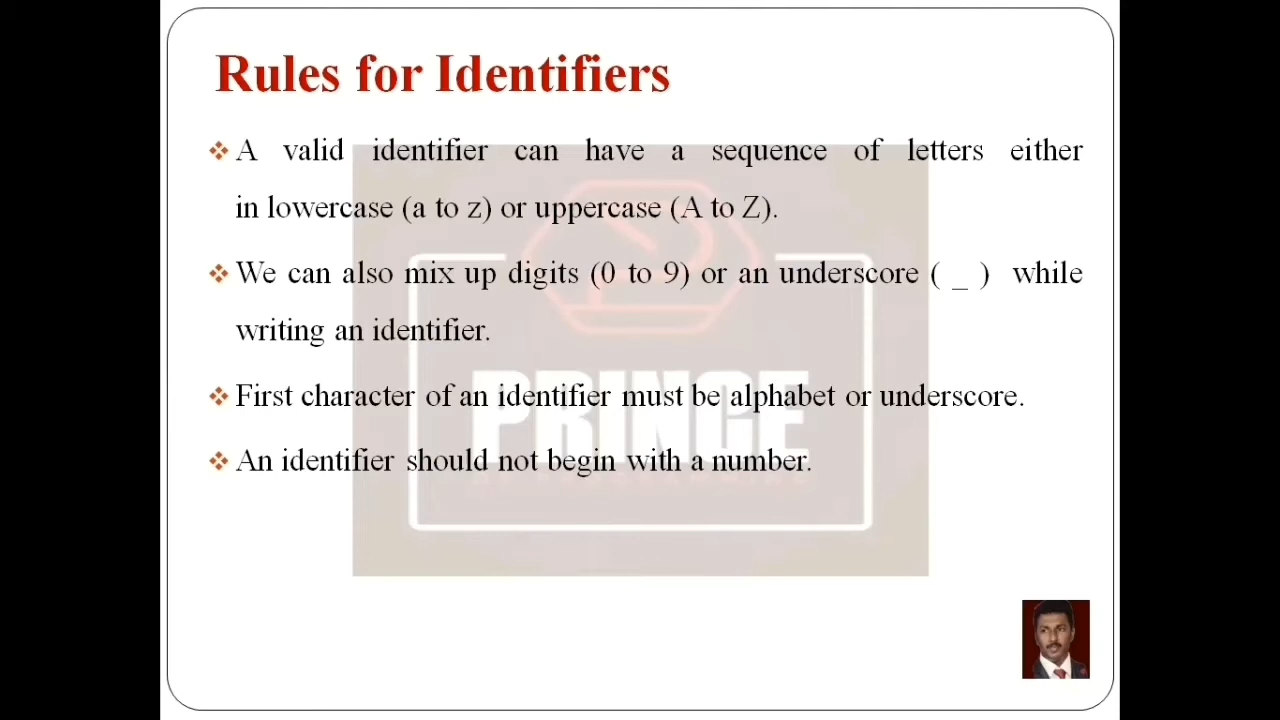 Rules for Identifiers
❖ A valid identifier can have a sequence of letters either
in lowercase (a to z) or uppercase (A to Z).
❖ We can also mix up digits (0 to 9) or an underscore ( _ ) while
writing an identifier.
❖ First character of an identifier must be alphabet or underscore.
❖ An identifier should not begin with a number.
PRINCE